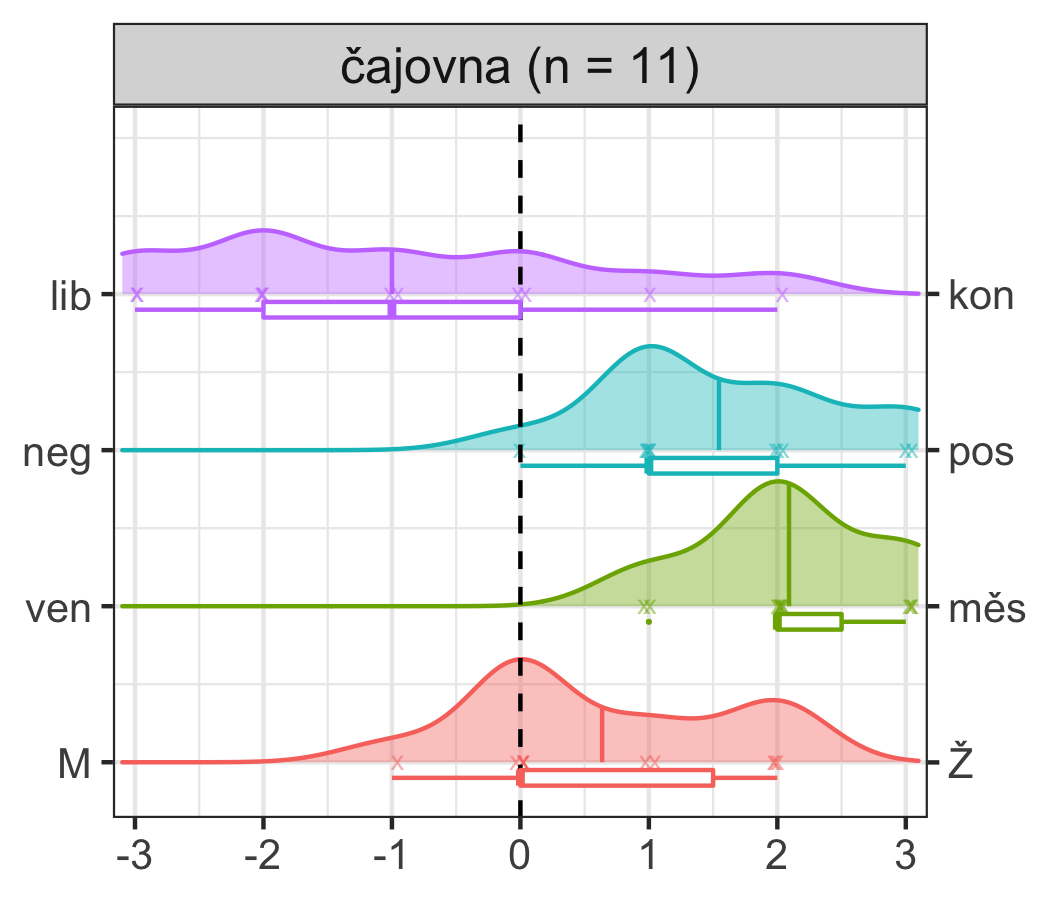 čajovna (n = 11)
lib kon
neg pos
ven měs
M Ž
-3 -2 -1 0 1 2 3